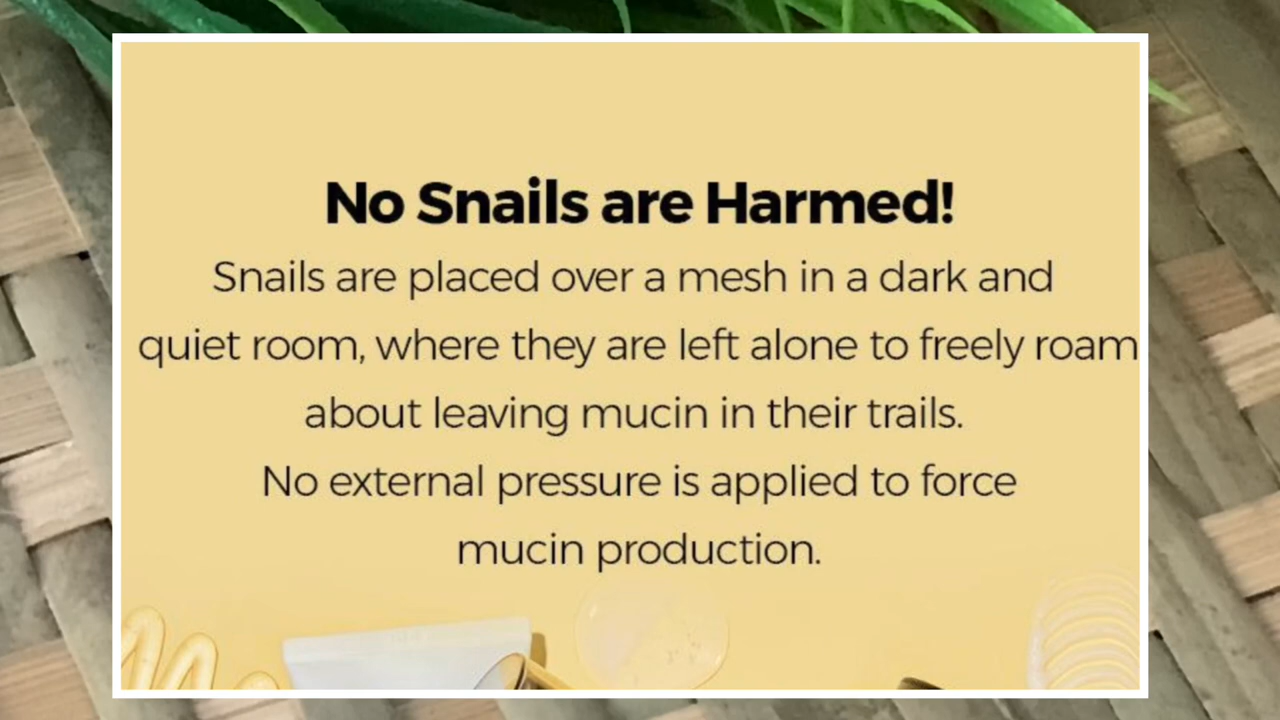 No Snails are Harmed!
Snails are placed over a mesh in a dark and
quiet room, where they are left alone to freely roam
about leaving mucin in their trails.
No external pressure is applied to force
mucin production.